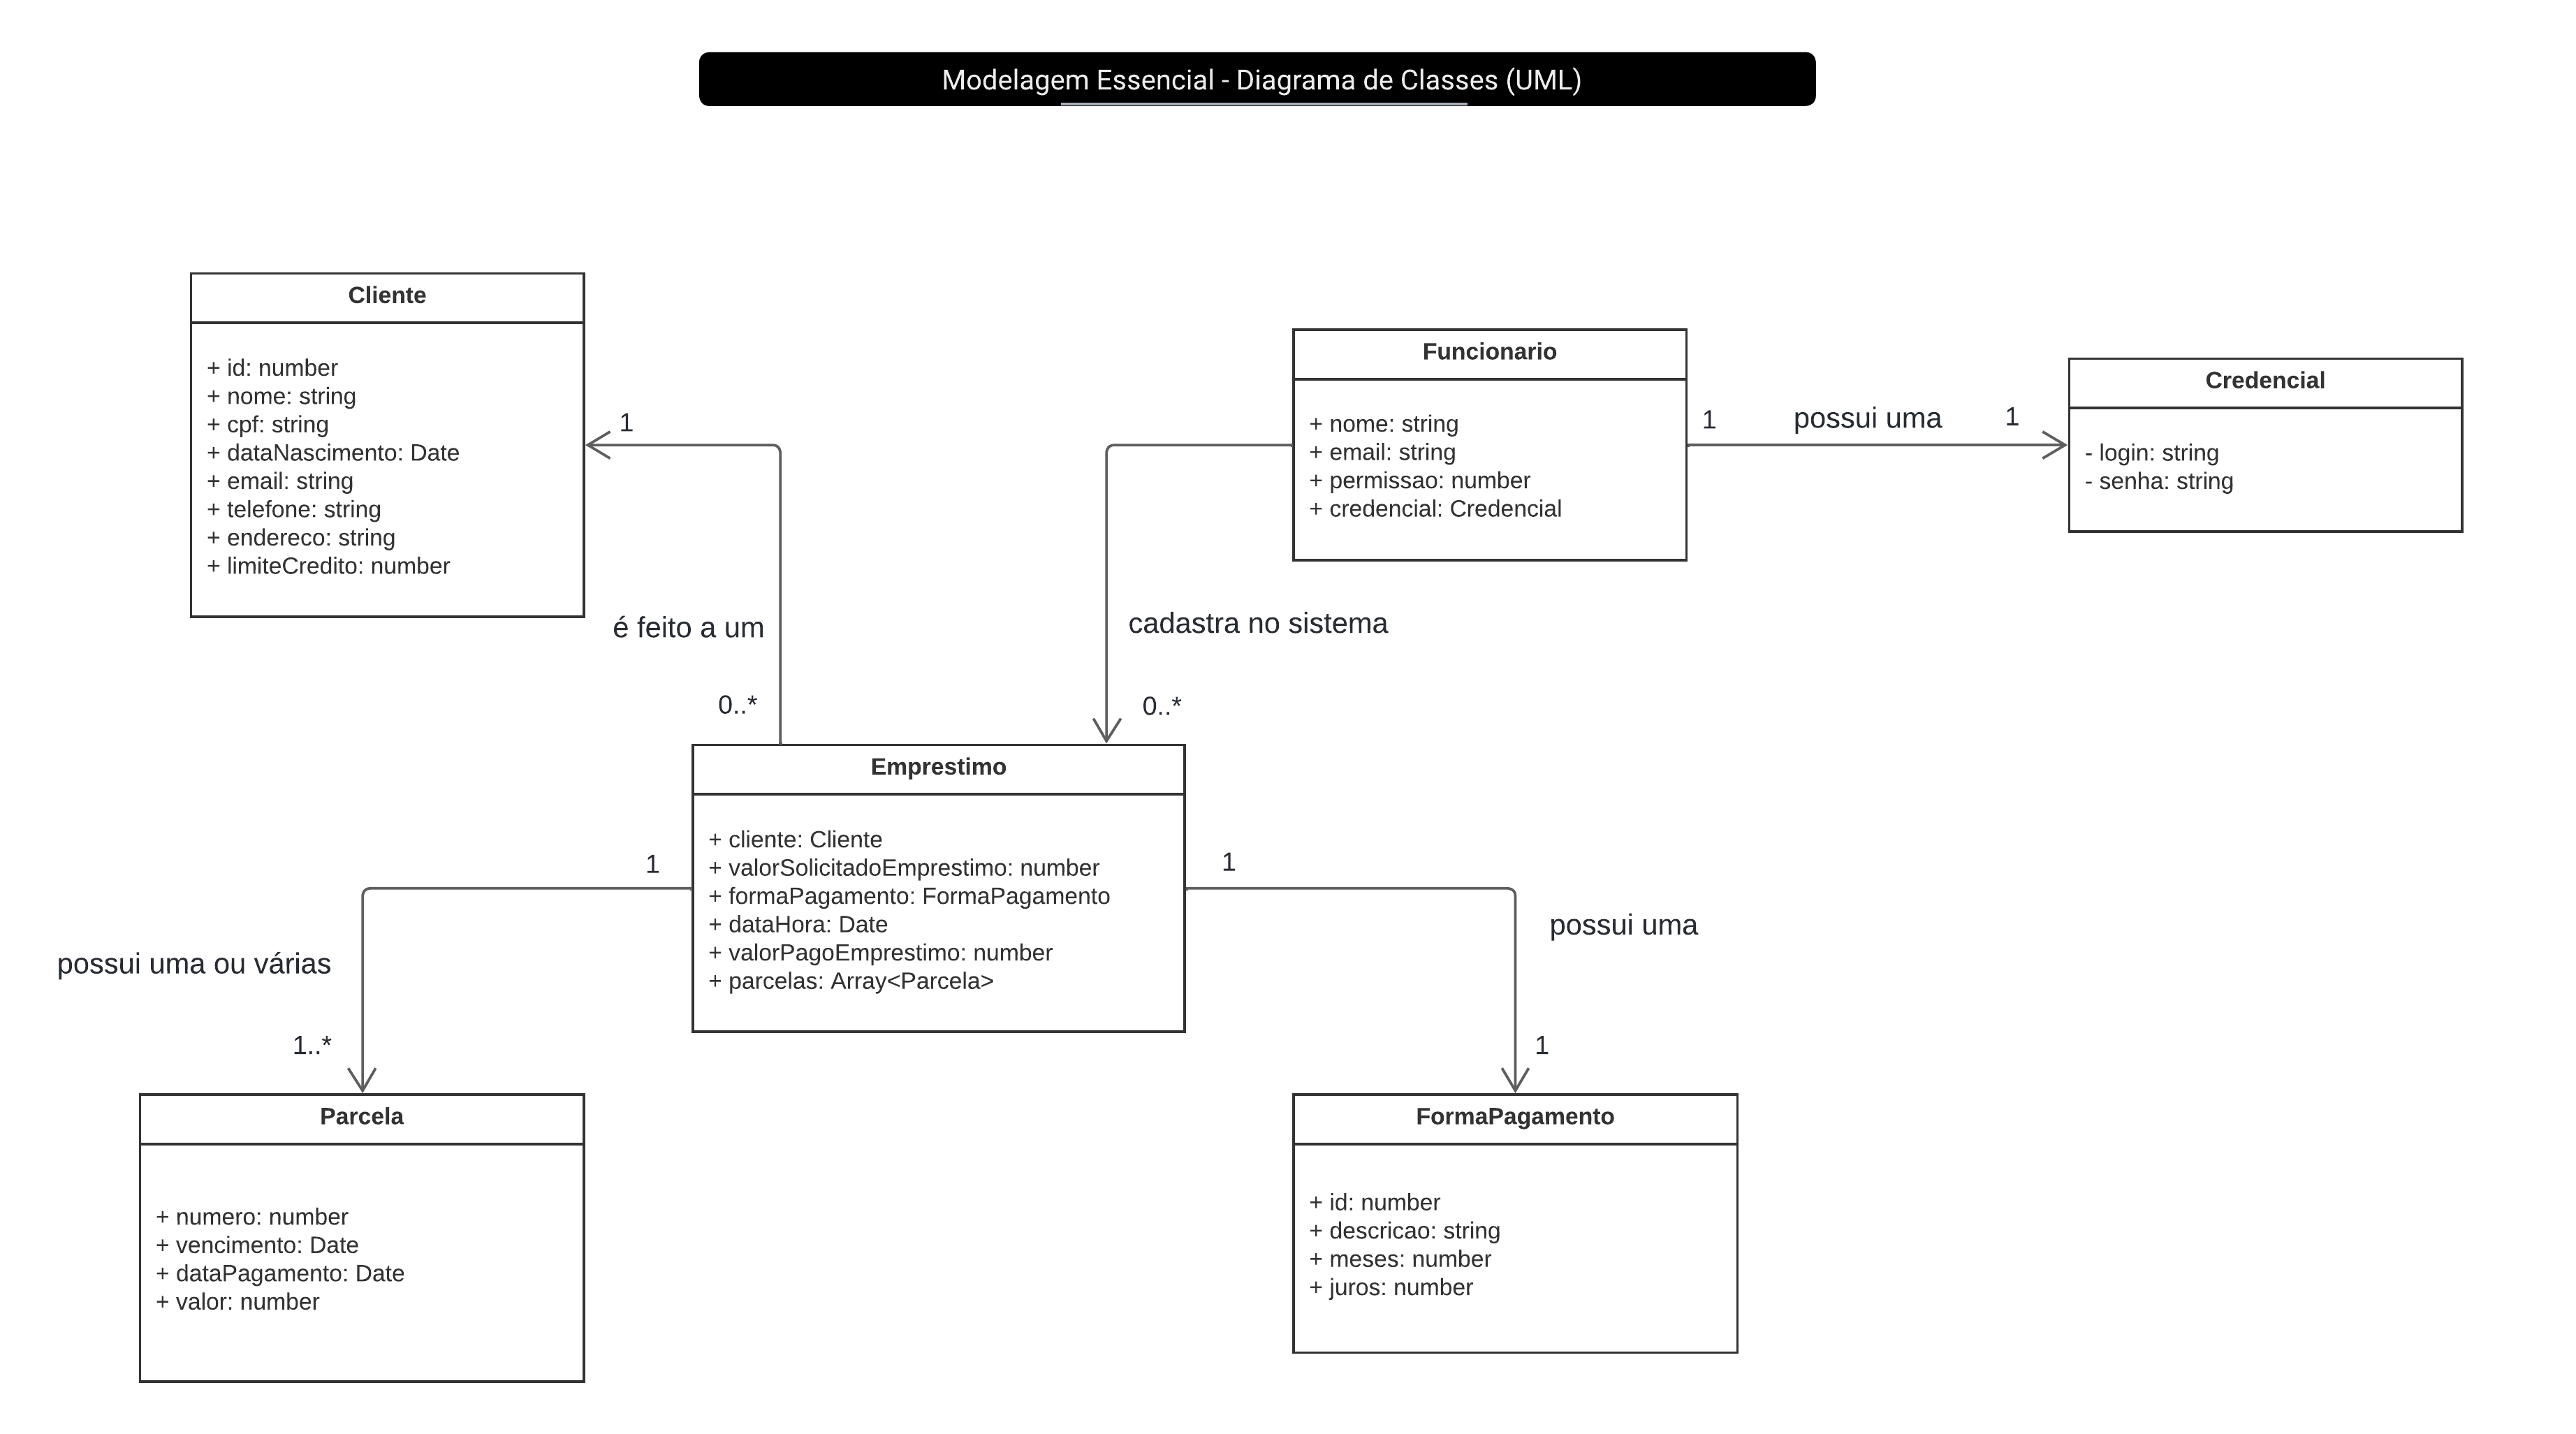 Modelagem Essencial - Diagrama de Classes (UML)
Cliente
+ id: number
+ nome: string
+ cpf: string
+ dataNascimento: Date
+ email: string
+ telefone: string
+ endereco: string
+ limiteCredito: number
1
é feito a um
0..*
Funcionario
+ nome: string
+ email: string
+ permissao: number
+ credencial: Credencial
1
possui uma
1
Credencial
- login: string
- senha: string
cadastra no sistema
0..*
Emprestimo
+ cliente: Cliente
+ valorSolicitadoEmprestimo: number
+ formaPagamento: FormaPagamento
+ dataHora: Date
+ valorPagoEmprestimo: number
+ parcelas: Array<Parcela>
1
possui uma ou várias
1..*
1
possui uma
1
Parcela
+ numero: number
+ vencimento: Date
+ dataPagamento: Date
+ valor: number
FormaPagamento
+ id: number
+ descricao: string
+ meses: number
+ juros: number